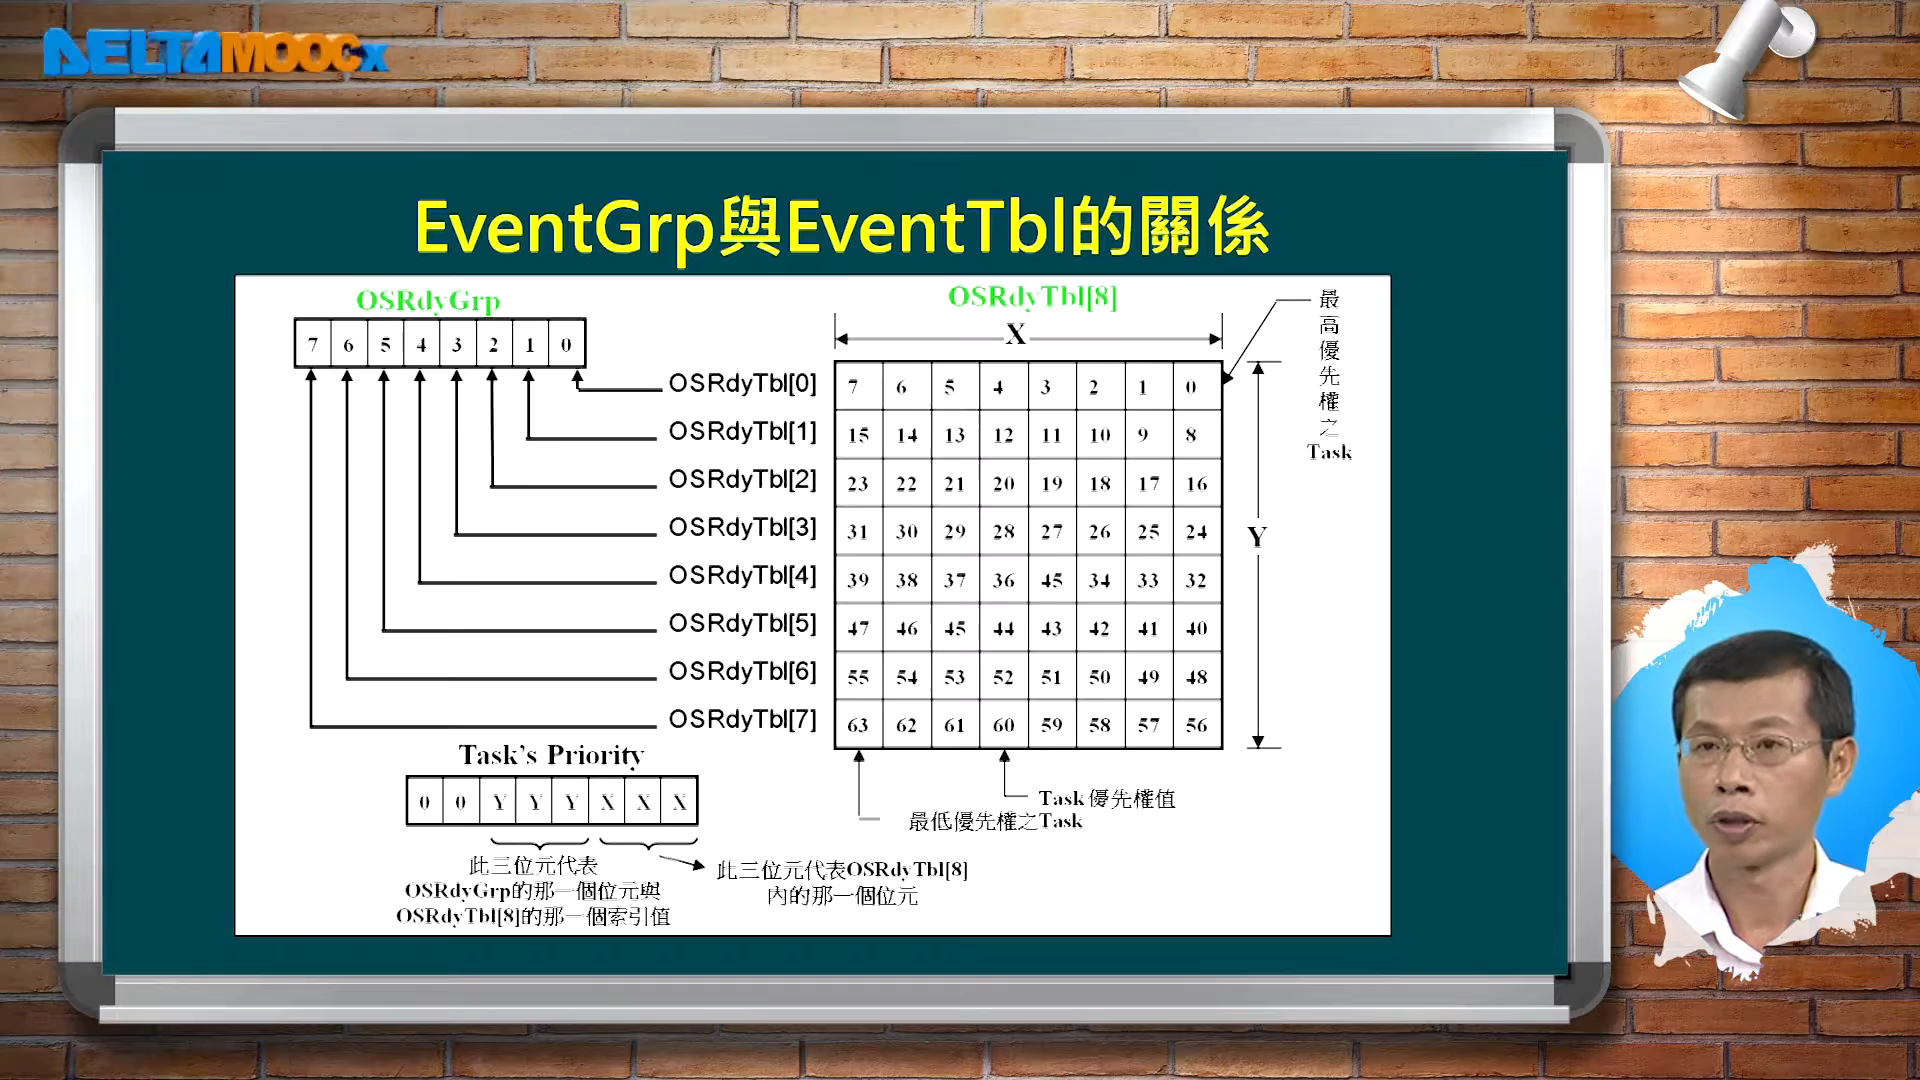 DELTAMOOCx
EventGrp與EventTbl的關係
OSRdyGrp
7 6 5 4 3 2 1 0
OSRdyTbl[8]
X
最高優先權之Task
OSRdyTbl[0] 7 6 5 4 3 2 1 0
OSRdyTbl[1] 15 14 13 12 11 10 9 8
OSRdyTbl[2] 23 22 21 20 19 18 17 16
OSRdyTbl[3] 31 30 29 28 27 26 25 24
Y
OSRdyTbl[4] 39 38 37 36 45 34 33 32
OSRdyTbl[5] 47 46 45 44 43 42 41 40
OSRdyTbl[6] 55 54 53 52 51 50 49 48
OSRdyTbl[7] 63 62 61 60 59 58 57 56
Task's Priority
0 0 Y Y Y X X X
Task優先權值
最低優先權之Task
此三位元代表
OSRdyGrp的那一個位元與
OSRdyTbl[8]的那一個索引值
此三位元代表OSRdyTbl[8]
內的那一個位元